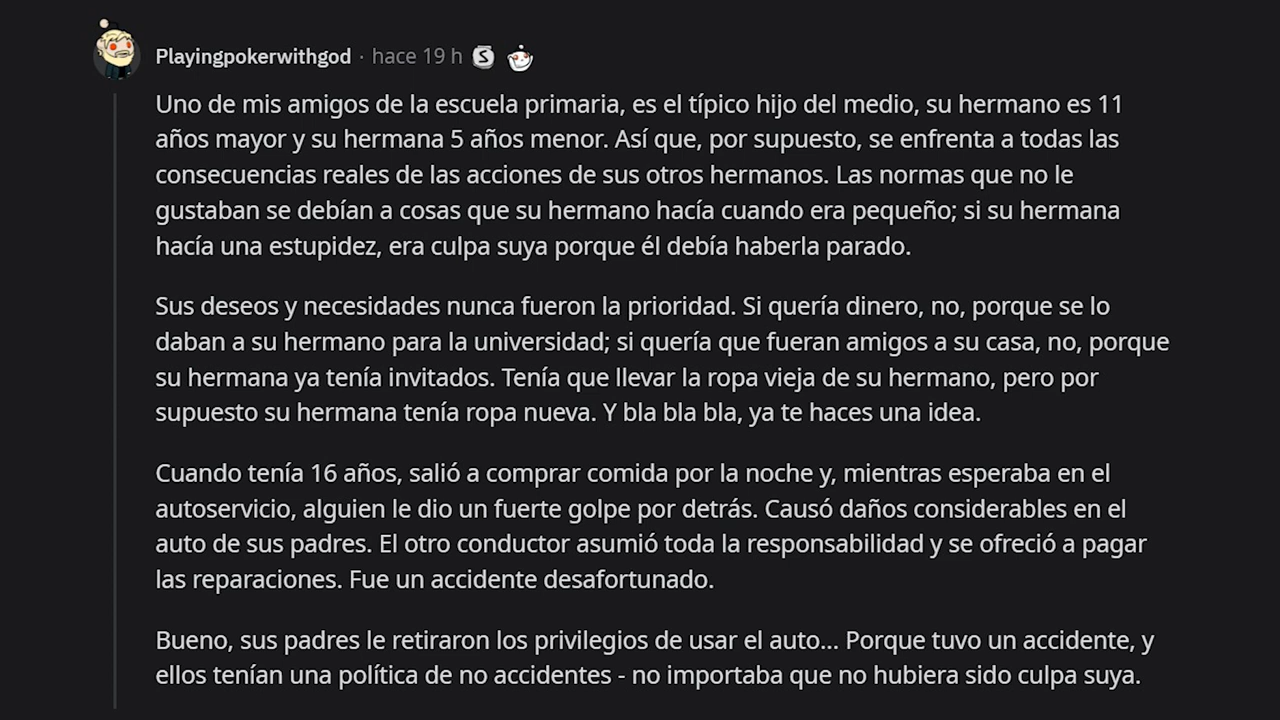 Playingpokerwithgod · hace 19 h
Uno de mis amigos de la escuela primaria, es el típico hijo del medio, su hermano es 11
años mayor y su hermana 5 años menor. Así que, por supuesto, se enfrenta a todas las
consecuencias reales de las acciones de sus otros hermanos. Las normas que no le
gustaban se debían a cosas que su hermano hacía cuando era pequeño; si su hermana
hacía una estupidez, era culpa suya porque él debía haberla parado.
Sus deseos y necesidades nunca fueron la prioridad. Si quería dinero, no, porque se lo
daban a su hermano para la universidad; si quería que fueran amigos a su casa, no, porque
su hermana ya tenía invitados. Tenía que llevar la ropa vieja de su hermano, pero por
supuesto su hermana tenía ropa nueva. Y bla bla bla, ya te haces una idea.
Cuando tenía 16 años, salió a comprar comida por la noche y, mientras esperaba en el
autoservicio, alguien le dio un fuerte golpe por detrás. Causó daños considerables en el
auto de sus padres. El otro conductor asumió toda la responsabilidad y se ofreció a pagar
las reparaciones. Fue un accidente desafortunado.
Bueno, sus padres le retiraron los privilegios de usar el auto... Porque tuvo un accidente, y
ellos tenían una política de no accidentes - no importaba que no hubiera sido culpa suya.